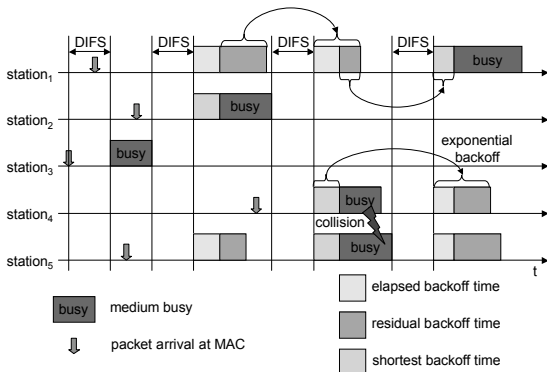 DIFS DIFS DIFS DIFS
station1 busy
station2 busy
station3 busy
exponential
backoff
station4 busy
collision
station5 busy
t
busy medium busy
packet arrival at MAC
elapsed backoff time
residual backoff time
shortest backoff time